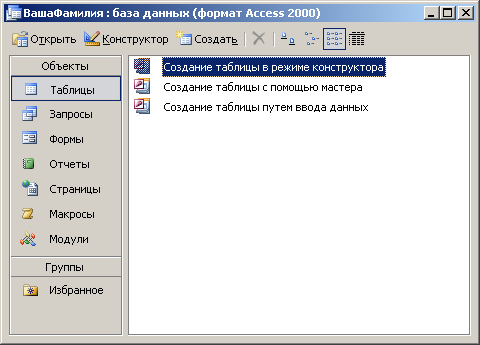 ВашаФамилия : база данных (формат Access 2000)
Открыть Конструктор Создать
Объекты
Таблицы
Запросы
Формы
Отчеты
Страницы
Макросы
Модули
Группы
Избранное
Создание таблицы в режиме конструктора
Создание таблицы с помощью мастера
Создание таблицы путем ввода данных